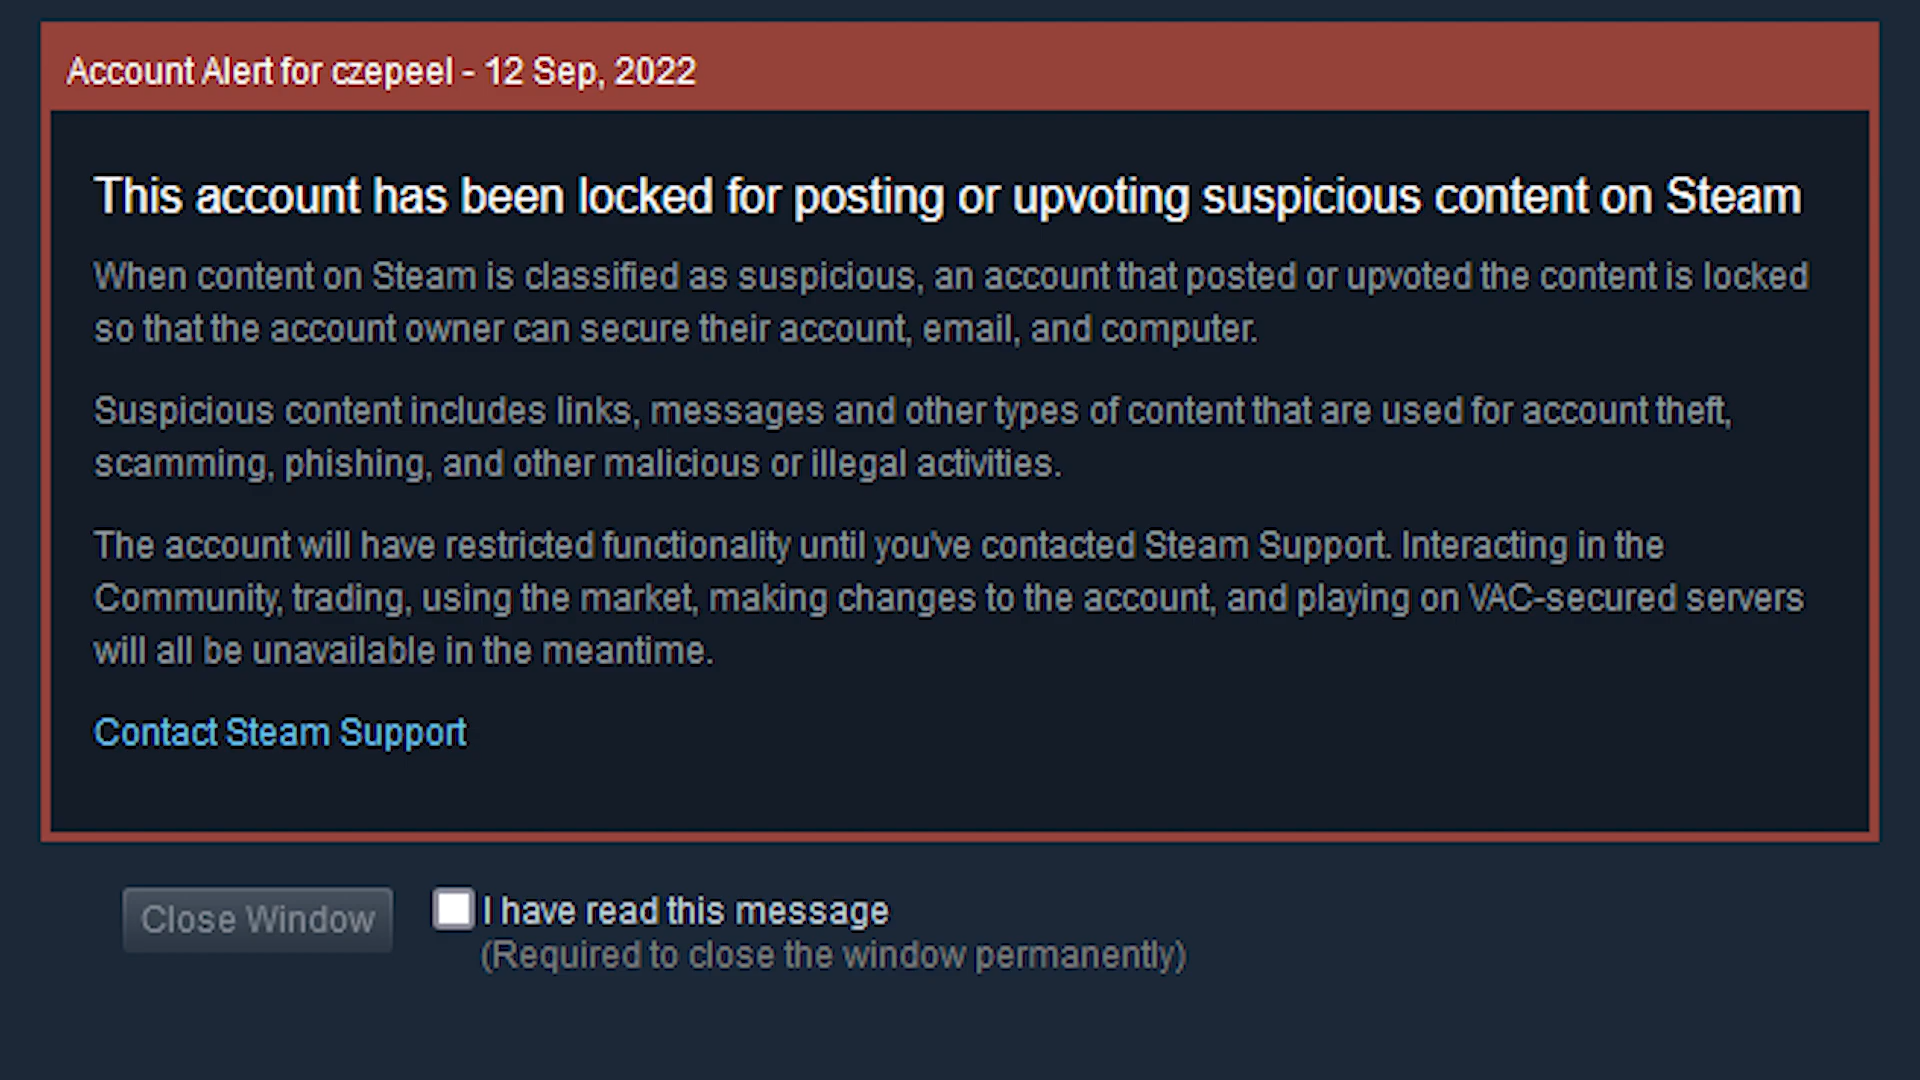 Account Alert for czepeel - 12 Sep, 2022
This account has been locked for posting or upvoting suspicious content on Steam
When content on Steam is classified as suspicious, an account that posted or upvoted the content is locked
so that the account owner can secure their account, email, and computer.
Suspicious content includes links, messages and other types of content that are used for account theft,
scamming, phishing, and other malicious or illegal activities.
The account will have restricted functionality until you've contacted Steam Support. Interacting in the
Community, trading, using the market, making changes to the account, and playing on VAC-secured servers
will all be unavailable in the meantime.
Contact Steam Support
Close Window
I have read this message
(Required to close the window permanently)